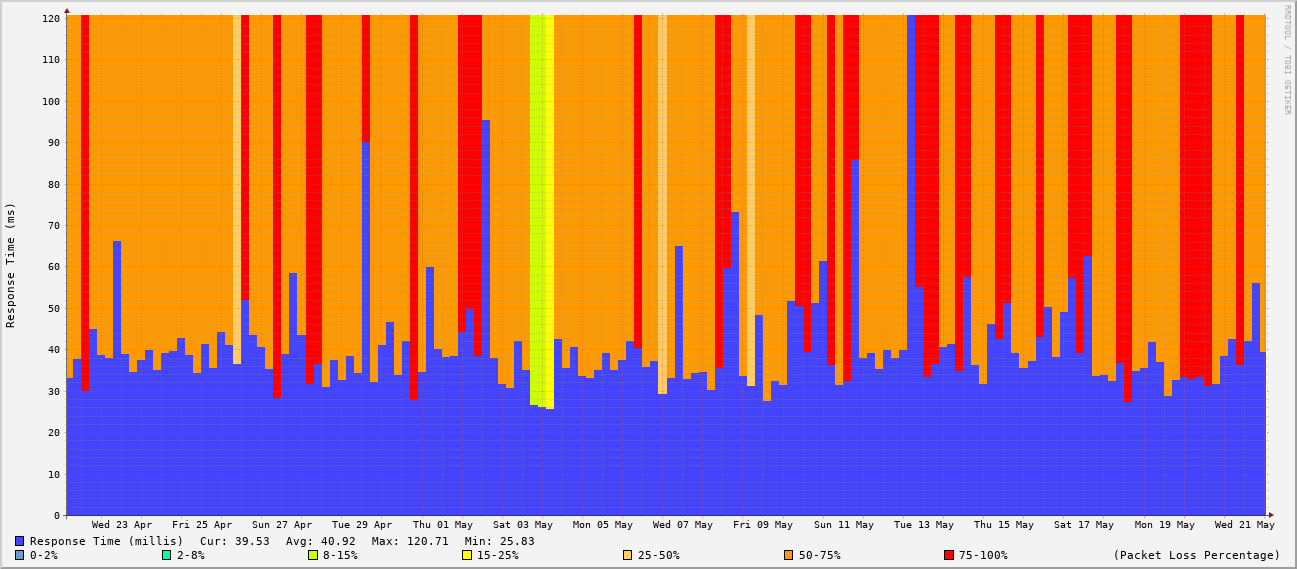 RRDTOOL / TOBI OETIKER
Response Time (ms)
120
110
100
90
80
70
60
50
40
30
20
10
0
Wed 23 Apr Fri 25 Apr Sun 27 Apr Tue 29 Apr Thu 01 May Sat 03 May Mon 05 May Wed 07 May Fri 09 May Sun 11 May Tue 13 May Thu 15 May Sat 17 May Mon 19 May Wed 21 May
Response Time (millis) Cur: 39.53 Avg: 40.92 Max: 120.71 Min: 25.83
0-2% 2-8% 8-15% 15-25% 25-50% 50-75% 75-100% (Packet Loss Percentage)